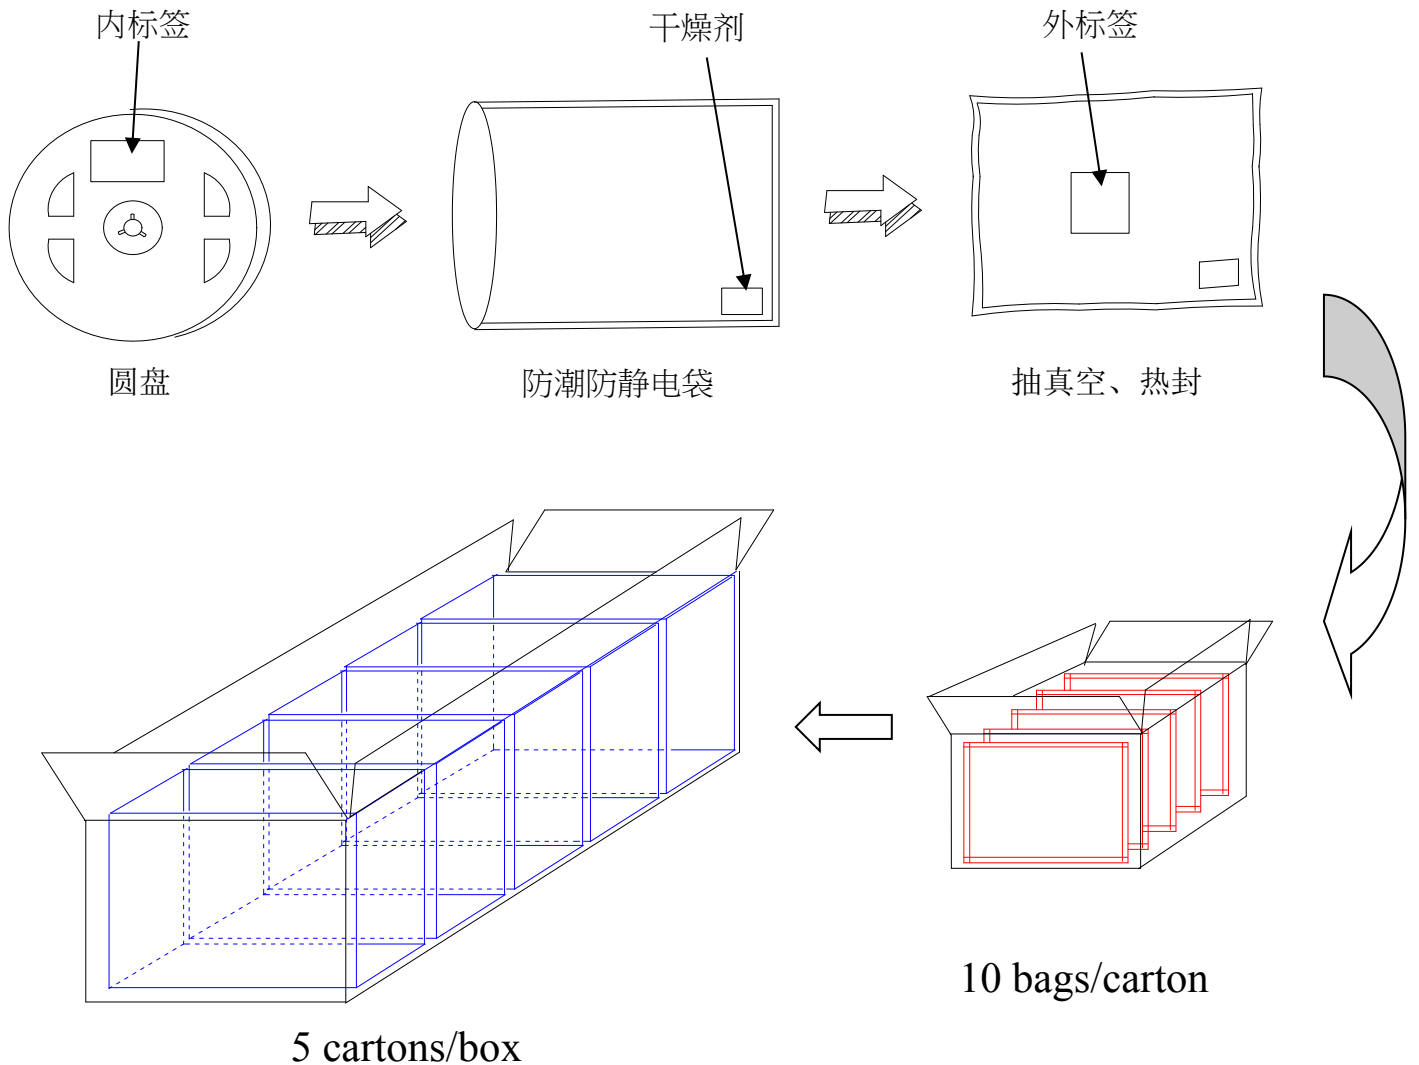 内标签
干燥剂
外标签
圆盘
防潮防静电袋
抽真空、热封
10 bags/carton
5 cartons/box